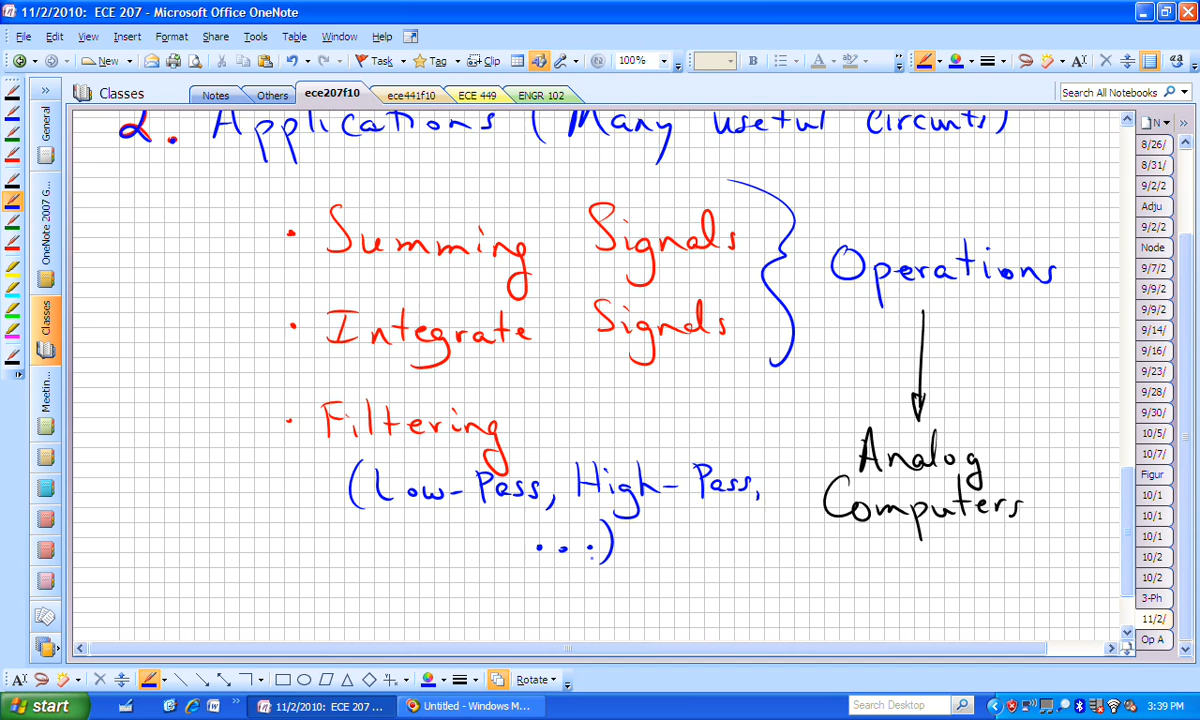 11/2/2010: ECE 207 - Microsoft Office OneNote
File Edit View Insert Format Share Tools Table Window Help
New Task Tag Clip 100% B A ab A
Classes Notes Others ece207f10 ece441f10 ECE 449 ENGR 102 Search All Notebooks
General
OneNote 2007 G...
Classes
Meetin...
2. Applications (Many useful Circuits)
• Summing Signals
• Integrate Signals
Operations
• Filtering
(Low-Pass, High-Pass,
...)
Analog
Computers
N
8/26/
8/31/
9/2/2
Adju
9/2/2
Node
9/7/2
9/9/2
9/9/2
9/14/
9/16/
9/23/
9/28/
9/30/
10/5/
10/7/
Figur
10/1
10/1
10/1
10/2
10/2
3-Ph
11/2/
Op A
A Rotate
start 11/2/2010: ECE 207 ... Untitled - Windows M... Search Desktop 3:39 PM